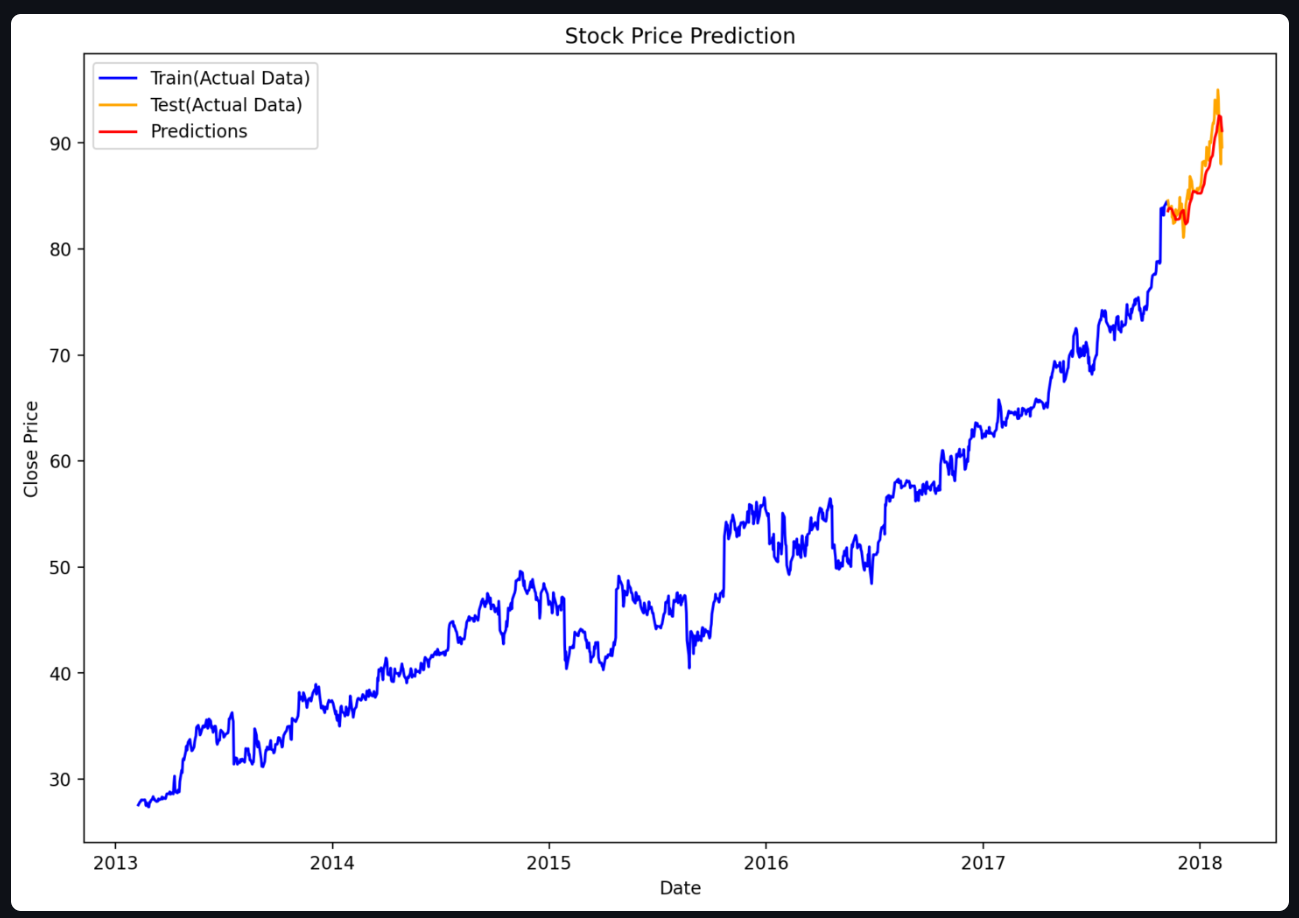 Stock Price Prediction
Train(Actual Data)
Test(Actual Data)
Predictions
90
80
70
60
50
40
30
Close Price
2013 2014 2015 2016 2017 2018
Date